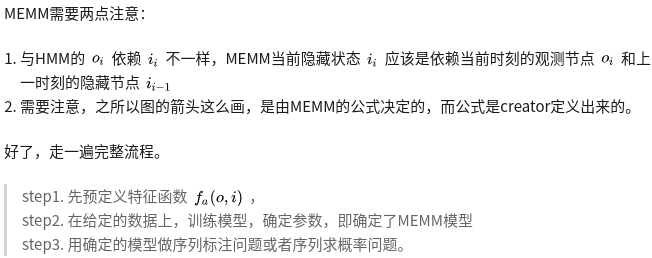 MEMM需要两点注意：
1. 与HMM的 o_i 依赖 i_i 不一样，MEMM当前隐藏状态 i_i 应该是依赖当前时刻的观测节点 o_i 和上
一时刻的隐藏节点 i_{i−1}
2. 需要注意，之所以图的箭头这么画，是由MEMM的公式决定的，而公式是creator定义出来的。
好了，走一遍完整流程。
step1. 先预定义特征函数 f_a(o, i) ，
step2. 在给定的数据上，训练模型，确定参数，即确定了MEMM模型
step3. 用确定的模型做序列标注问题或者序列求概率问题。